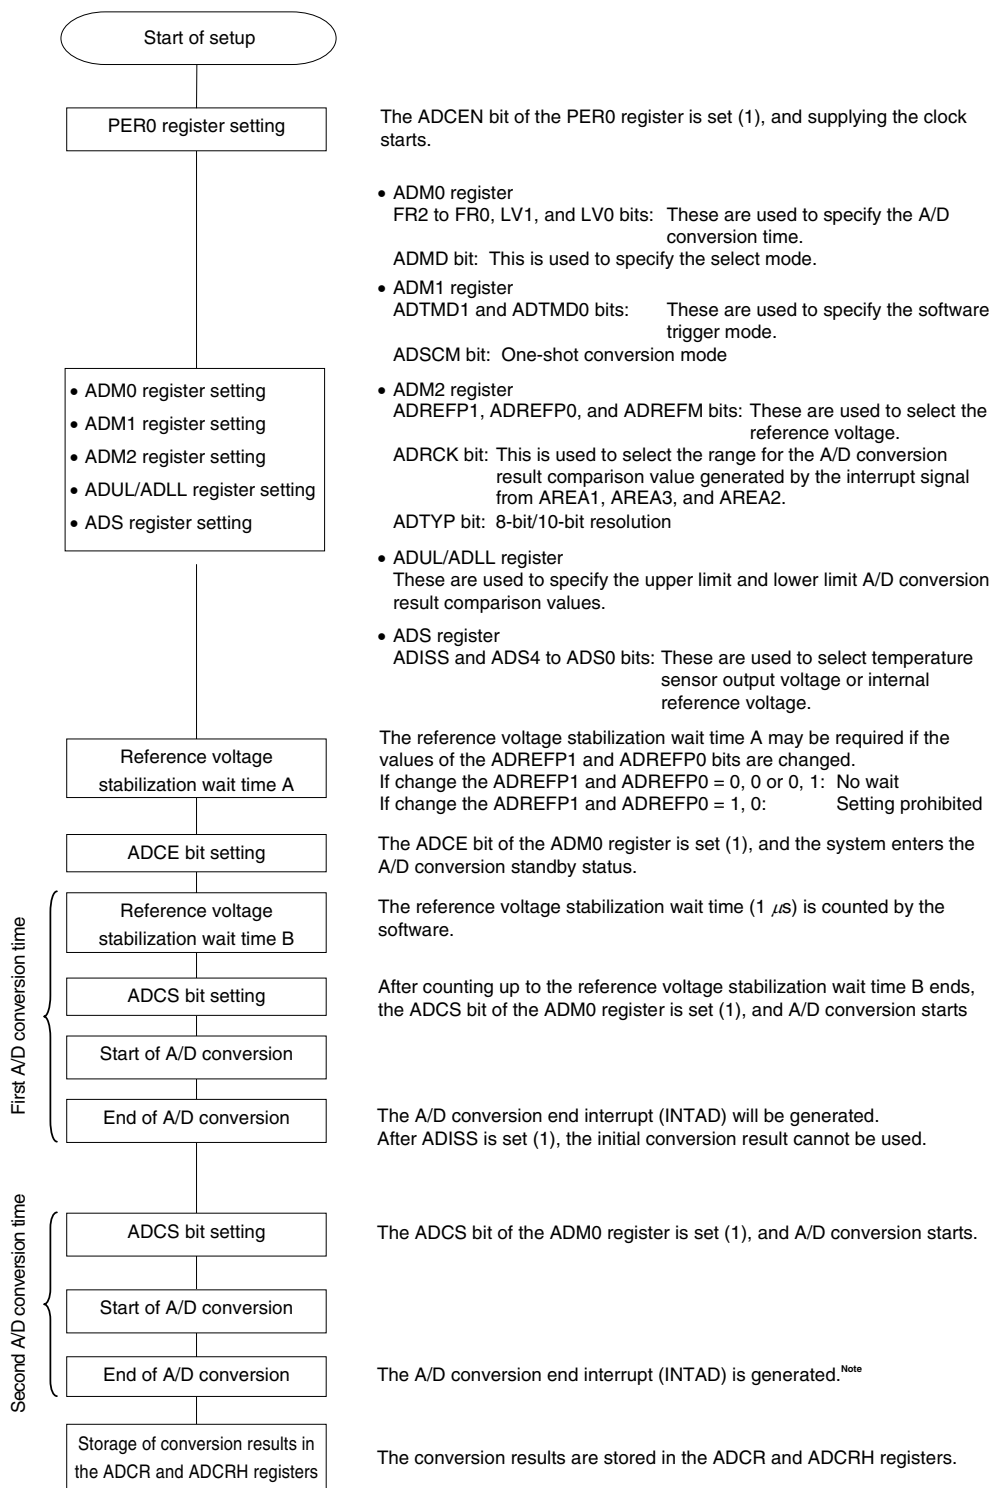 Start of setup
PER0 register setting
The ADCEN bit of the PER0 register is set (1), and supplying the clock
starts.
• ADM0 register
FR2 to FR0, LV1, and LV0 bits: These are used to specify the A/D
conversion time.
ADMD bit: This is used to specify the select mode.
• ADM1 register
ADTMD1 and ADTMD0 bits: These are used to specify the software
trigger mode.
ADSCM bit: One-shot conversion mode
• ADM0 register setting
• ADM1 register setting
• ADM2 register setting
• ADUL/ADLL register setting
• ADS register setting
• ADM2 register
ADREFP1, ADREFP0, and ADREFM bits: These are used to select the
reference voltage.
ADRCK bit: This is used to select the range for the A/D conversion
result comparison value generated by the interrupt signal
from AREA1, AREA3, and AREA2.
ADTYP bit: 8-bit/10-bit resolution
• ADUL/ADLL register
These are used to specify the upper limit and lower limit A/D conversion
result comparison values.
• ADS register
ADISS and ADS4 to ADS0 bits: These are used to select temperature
sensor output voltage or internal
reference voltage.
Reference voltage
stabilization wait time A
The reference voltage stabilization wait time A may be required if the
values of the ADREFP1 and ADREFP0 bits are changed.
If change the ADREFP1 and ADREFP0 = 0, 0 or 0, 1: No wait
If change the ADREFP1 and ADREFP0 = 1, 0: Setting prohibited
ADCE bit setting
The ADCE bit of the ADM0 register is set (1), and the system enters the
A/D conversion standby status.
First A/D conversion time
Reference voltage
stabilization wait time B
The reference voltage stabilization wait time (1 μs) is counted by the
software.
ADCS bit setting
After counting up to the reference voltage stabilization wait time B ends,
the ADCS bit of the ADM0 register is set (1), and A/D conversion starts
Start of A/D conversion
End of A/D conversion
The A/D conversion end interrupt (INTAD) will be generated.
After ADISS is set (1), the initial conversion result cannot be used.
Second A/D conversion time
ADCS bit setting
The ADCS bit of the ADM0 register is set (1), and A/D conversion starts.
Start of A/D conversion
End of A/D conversion
The A/D conversion end interrupt (INTAD) is generated.Note
Storage of conversion results in
the ADCR and ADCRH registers
The conversion results are stored in the ADCR and ADCRH registers.